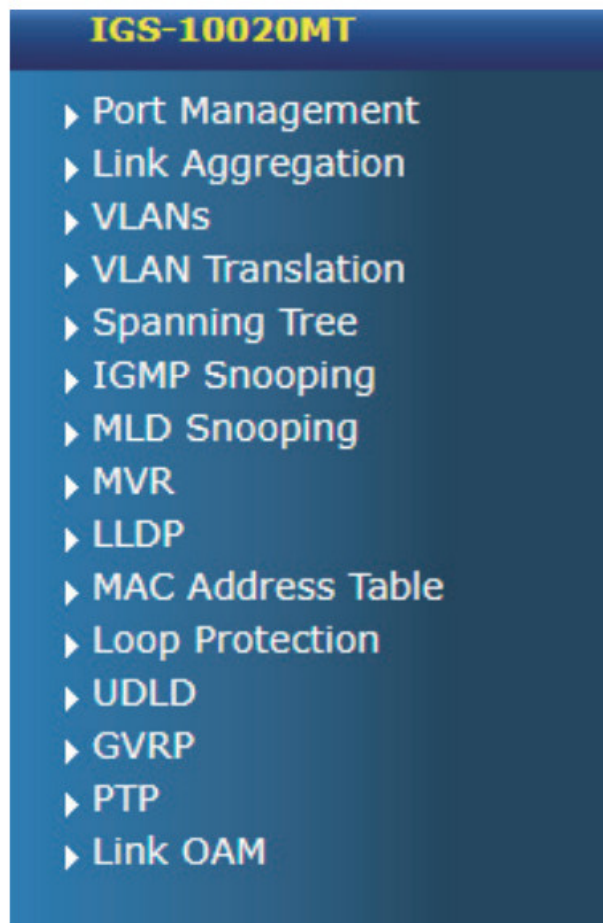 IGS-10020MT
Port Management
Link Aggregation
VLANs
VLAN Translation
Spanning Tree
IGMP Snooping
MLD Snooping
MVR
LLDP
MAC Address Table
Loop Protection
UDLD
GVRP
PTP
Link OAM